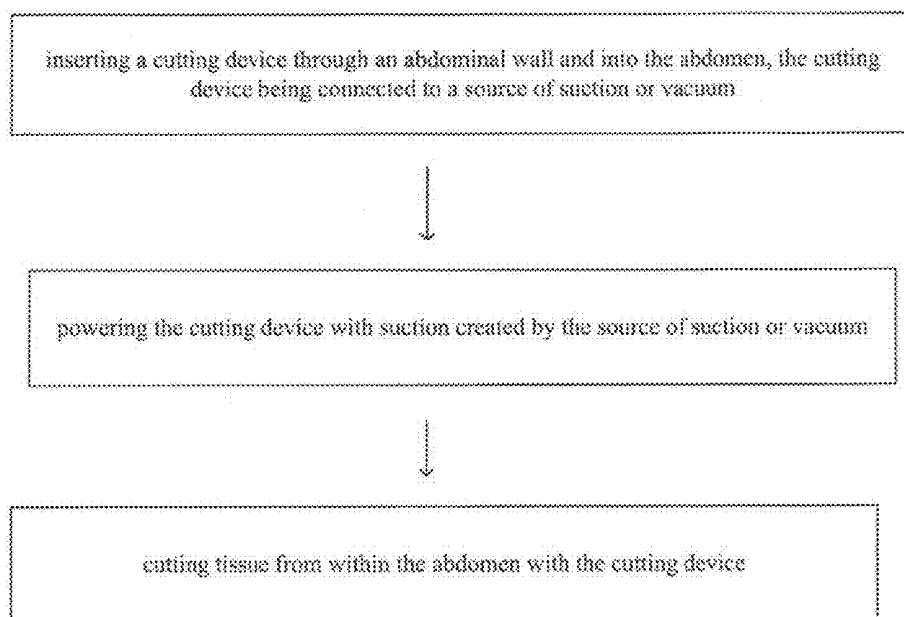 inserting a cutting device through an abdominal wall and into the abdomen, the cutting
device being connected to a source of suction or vacuum
powering the cutting device with suction created by the source of suction or vacuum
cutting tissue from within the abdomen with the cutting device